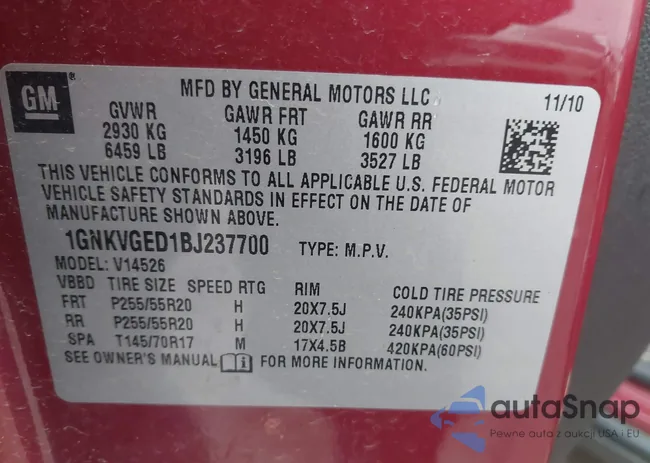 GM
MFD BY GENERAL MOTORS LLC
11/10
GVWR GAWR FRT GAWR RR
2930 KG 1450 KG 1600 KG
6459 LB 3196 LB 3527 LB
THIS VEHICLE CONFORMS TO ALL APPLICABLE U.S. FEDERAL MOTOR
VEHICLE SAFETY STANDARDS IN EFFECT ON THE DATE OF
MANUFACTURE SHOWN ABOVE.
1GNKVGED1BJ237700 TYPE: M.P.V.
MODEL: V14526
VBBD TIRE SIZE SPEED RTG RIM COLD TIRE PRESSURE
FRT P255/55R20 H 20X7.5J 240KPA(35PSI)
RR P255/55R20 H 20X7.5J 240KPA(35PSI)
SPA T145/70R17 M 17X4.5B 420KPA(60PSI)
SEE OWNER'S MANUAL FOR MORE INFORMATION.
autaSnap
Pewne auta z aukcji USA i EU